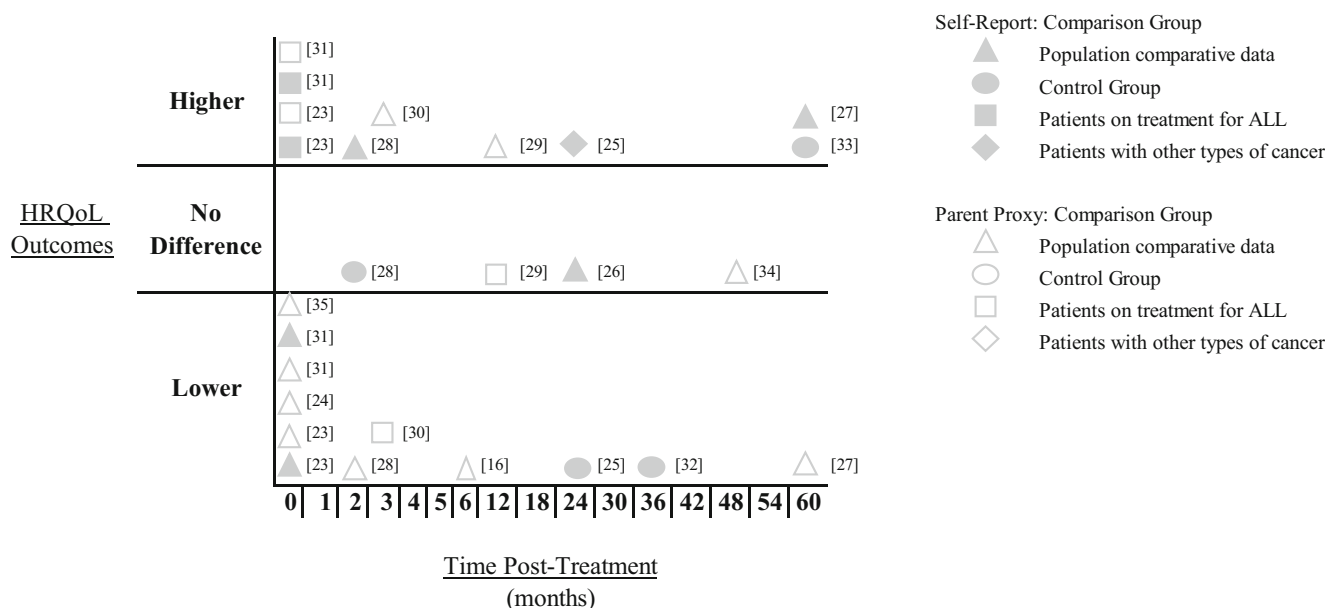 Self-Report: Comparison Group
Population comparative data
Control Group
Patients on treatment for ALL
Patients with other types of cancer
Parent Proxy: Comparison Group
Population comparative data
Control Group
Patients on treatment for ALL
Patients with other types of cancer
HRQoL
Outcomes
Higher
[31]
[31]
[23] [30] [27]
[23] [28] [29] [25] [33]
No
Difference
[28] [29] [26] [34]
Lower
[35]
[31]
[31]
[24]
[23] [30]
[23] [28] [16] [25] [32] [27]
0 1 2 3 4 5 6 12 18 24 30 36 42 48 54 60
Time Post-Treatment
(months)